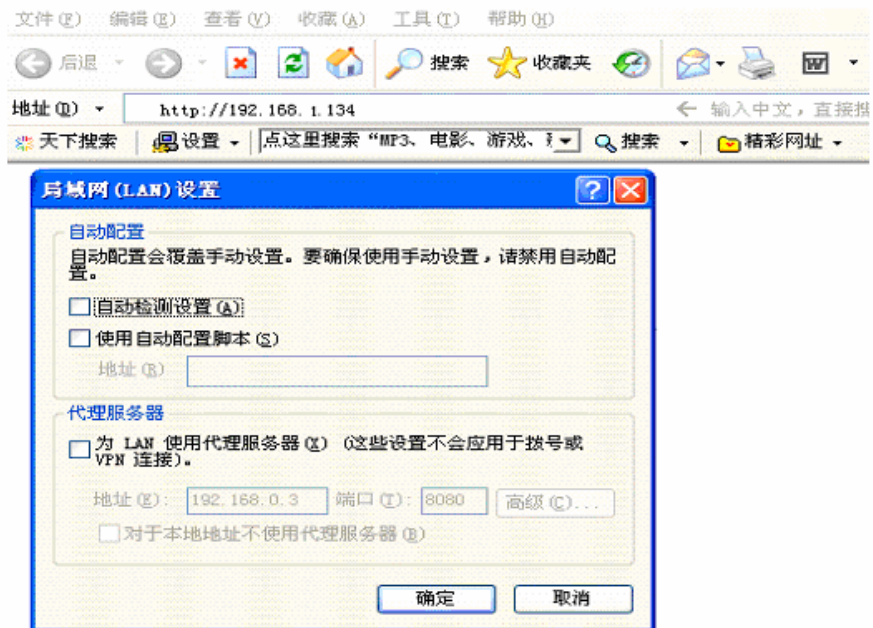 文件(F) 编辑(E) 查看(V) 收藏(A) 工具(T) 帮助(H)
后退 搜索 收藏夹
地址(D) http://192.168.1.134 输入中文，直接搜
天下搜索 设置 点这里搜索“MP3、电影、游戏、 搜索 精彩网址
局域网(LAN)设置
自动配置
自动配置会覆盖手动设置。要确保使用手动设置，请禁用自动配
置。
自动检测设置(A)
使用自动配置脚本(S)
地址(R)
代理服务器
为 LAN 使用代理服务器(X) (这些设置不会应用于拨号或
VPN 连接)。
地址(E): 192.168.0.3 端口(T): 8080 高级(C)...
对于本地地址不使用代理服务器(B)
确定 取消